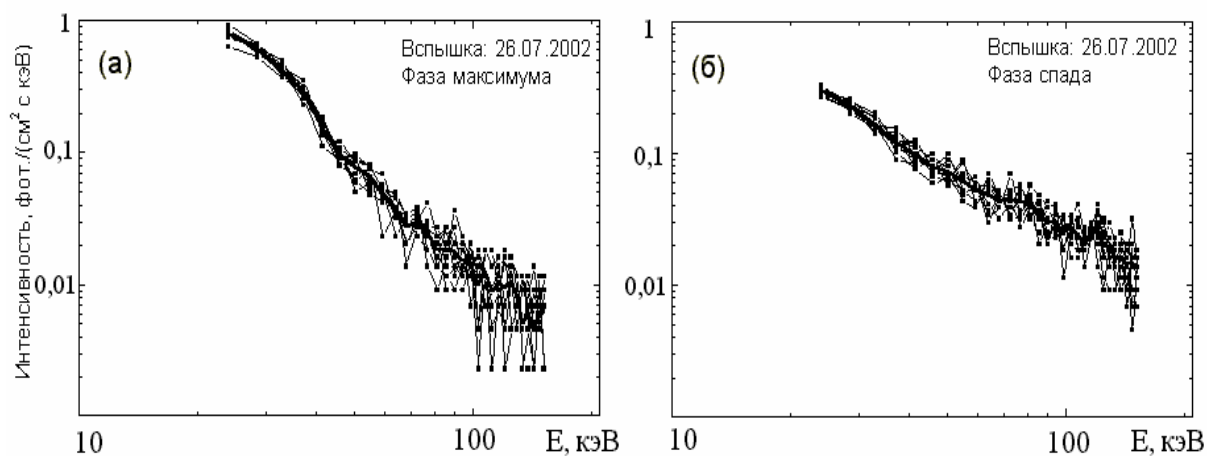 1
0,1
0,01
Интенсивность, фот./(см² с кэВ)
(а)
Вспышка: 26.07.2002
Фаза максимума
10
100
E, кэВ
1
0,1
0,01
(б)
Вспышка: 26.07.2002
Фаза спада
10
100
E, кэВ